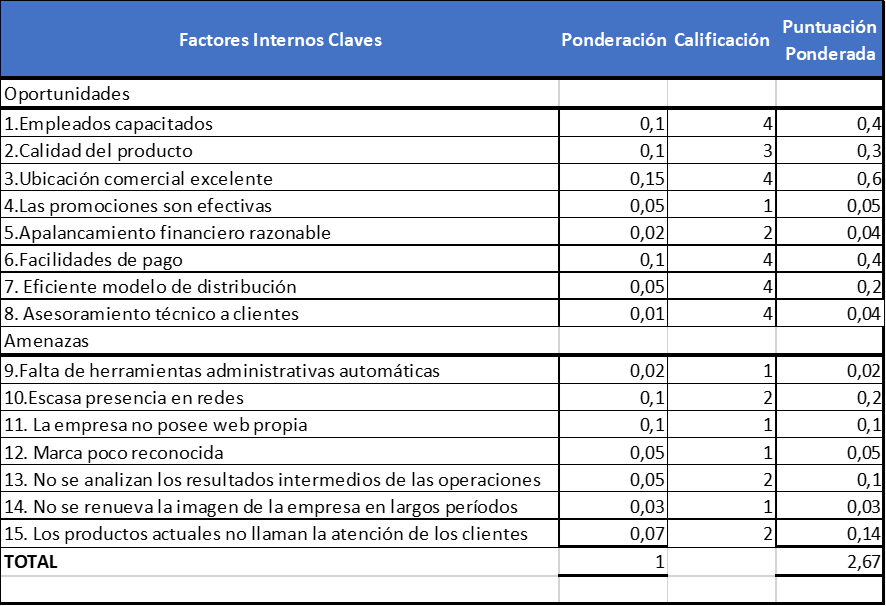 Factores Internos Claves Ponderación Calificación Puntuación Ponderada
Oportunidades
1.Empleados capacitados 0,1 4 0,4
2.Calidad del producto 0,1 3 0,3
3.Ubicación comercial excelente 0,15 4 0,6
4.Las promociones son efectivas 0,05 1 0,05
5.Apalancamiento financiero razonable 0,02 2 0,04
6.Facilidades de pago 0,1 4 0,4
7. Eficiente modelo de distribución 0,05 4 0,2
8. Asesoramiento técnico a clientes 0,01 4 0,04
Amenazas
9.Falta de herramientas administrativas automáticas 0,02 1 0,02
10.Escasa presencia en redes 0,1 2 0,2
11. La empresa no posee web propia 0,1 1 0,1
12. Marca poco reconocida 0,05 1 0,05
13. No se analizan los resultados intermedios de las operaciones 0,05 2 0,1
14. No se renueva la imagen de la empresa en largos períodos 0,03 1 0,03
15. Los productos actuales no llaman la atención de los clientes 0,07 2 0,14
TOTAL 1 2,67